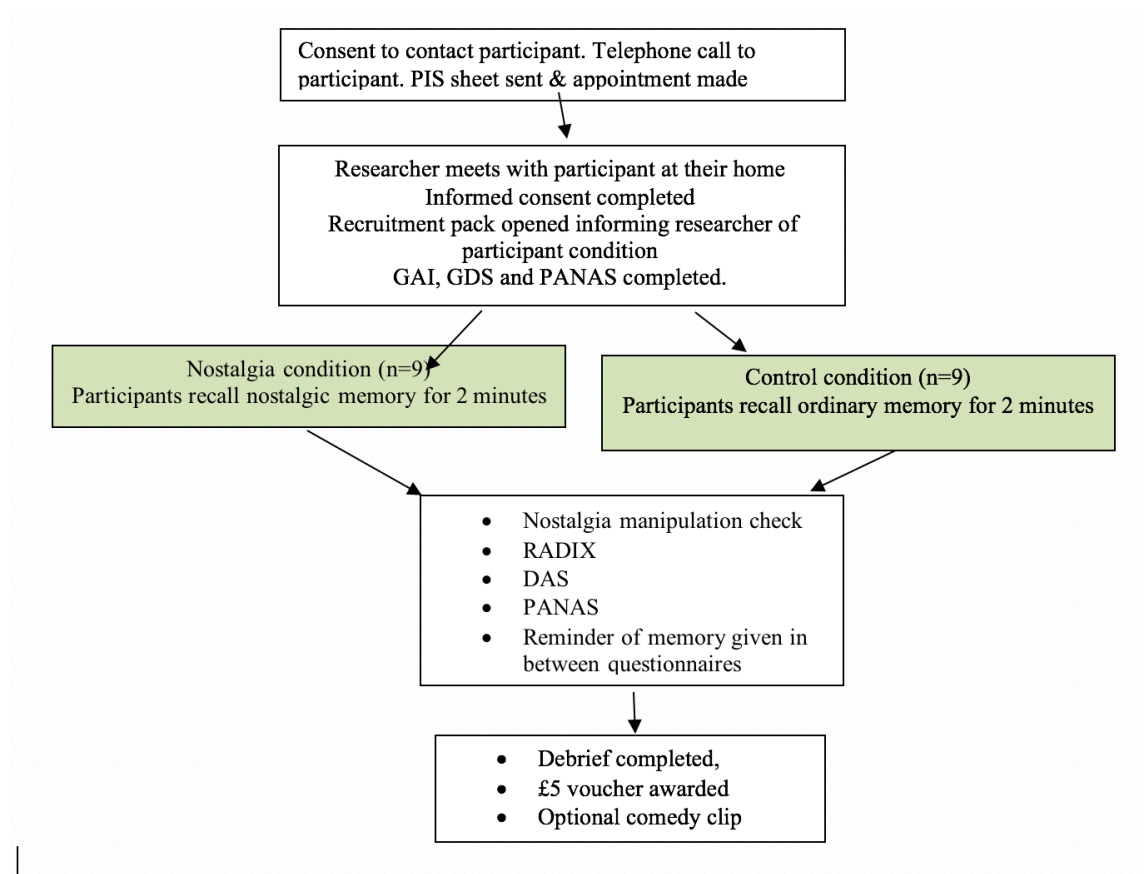 Consent to contact participant. Telephone call to
participant. PIS sheet sent & appointment made
Researcher meets with participant at their home
Informed consent completed
Recruitment pack opened informing researcher of
participant condition
GAI, GDS and PANAS completed.
Nostalgia condition (n=9)
Participants recall nostalgic memory for 2 minutes
Control condition (n=9)
Participants recall ordinary memory for 2 minutes
• Nostalgia manipulation check
• RADIX
• DAS
• PANAS
• Reminder of memory given in
between questionnaires
• Debrief completed,
• £5 voucher awarded
• Optional comedy clip